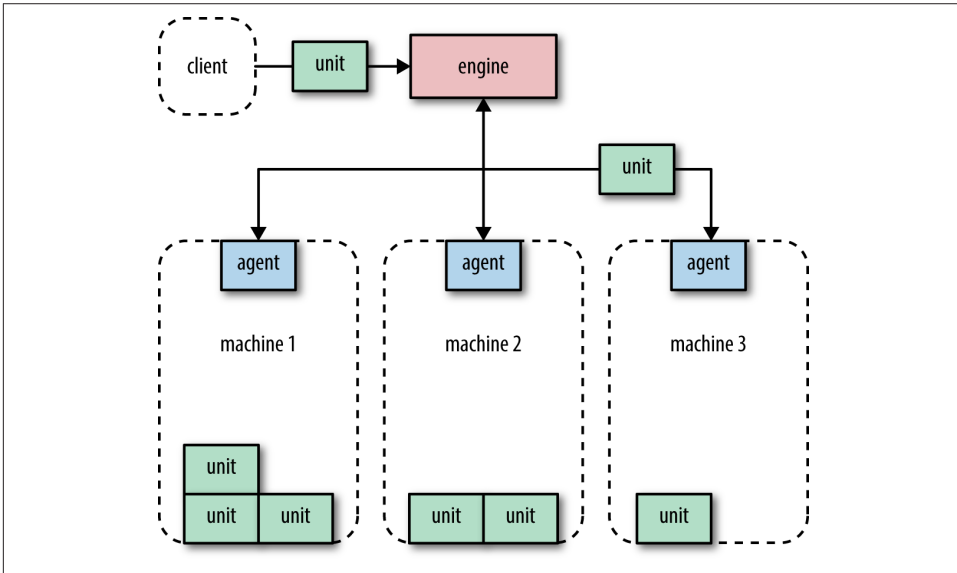 client
unit
engine
unit
agent
agent
agent
machine 1
machine 2
machine 3
unit
unit
unit
unit
unit
unit